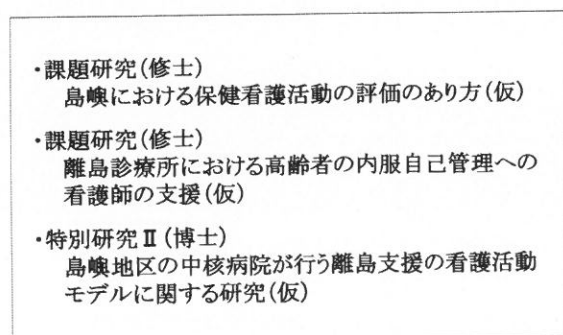 ・課題研究(修士)
島嶼における保健看護活動の評価のあり方(仮)
・課題研究(修士)
離島診療所における高齢者の内服自己管理への
看護師の支援(仮)
・特別研究Ⅱ(博士)
島嶼地区の中核病院が行う離島支援の看護活動
モデルに関する研究(仮)